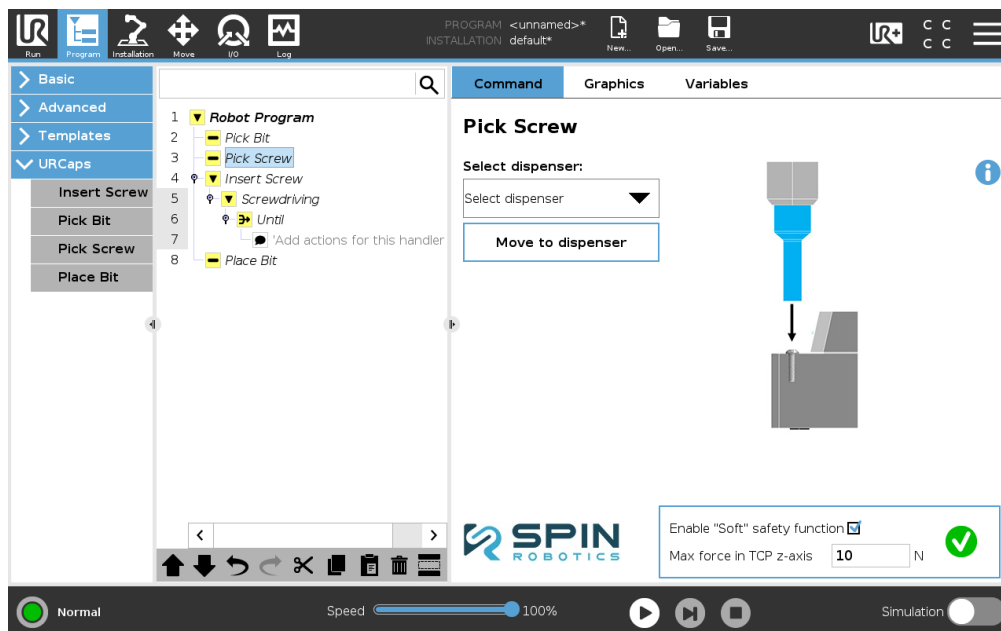 PROGRAM <unnamed>*
INSTALLATION default*
Run
Program
Installation
Move
I/O
Log
New...
Open...
Save...
UR+
C C
C C
Basic
Advanced
Templates
URCaps
Insert Screw
Pick Bit
Pick Screw
Place Bit
1 Robot Program
2 Pick Bit
3 Pick Screw
4 Insert Screw
5 Screwdriving
6 Until
7 'Add actions for this handler
8 Place Bit
Command
Graphics
Variables
Pick Screw
Select dispenser:
Select dispenser
Move to dispenser
SPIN
ROBOTICS
Enable "Soft" safety function
Max force in TCP z-axis 10 N
Normal
Speed 100%
Simulation